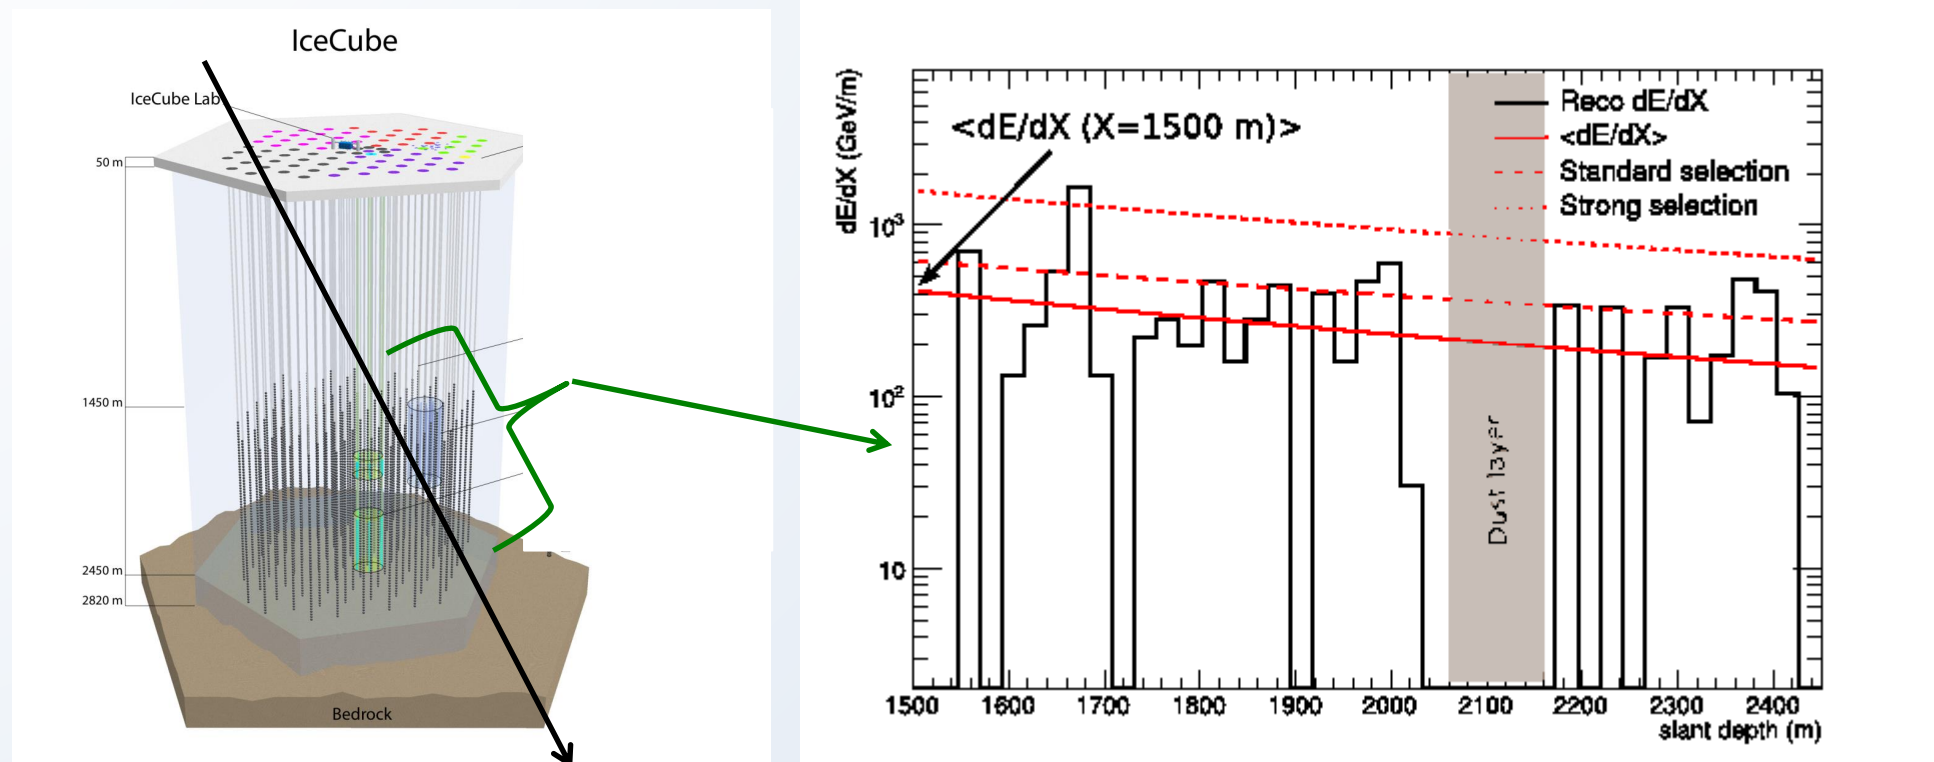 IceCube
IceCube Lab
50 m
1450 m
2450 m
2820 m
Bedrock
dE/dX (GeV/m)
<dE/dX (X=1500 m)>
Reco dE/dX
<dE/dX>
Standard selection
Strong selection
10³
10²
10
Dust layer
1500 1600 1700 1800 1900 2000 2100 2200 2300 2400
slant depth (m)